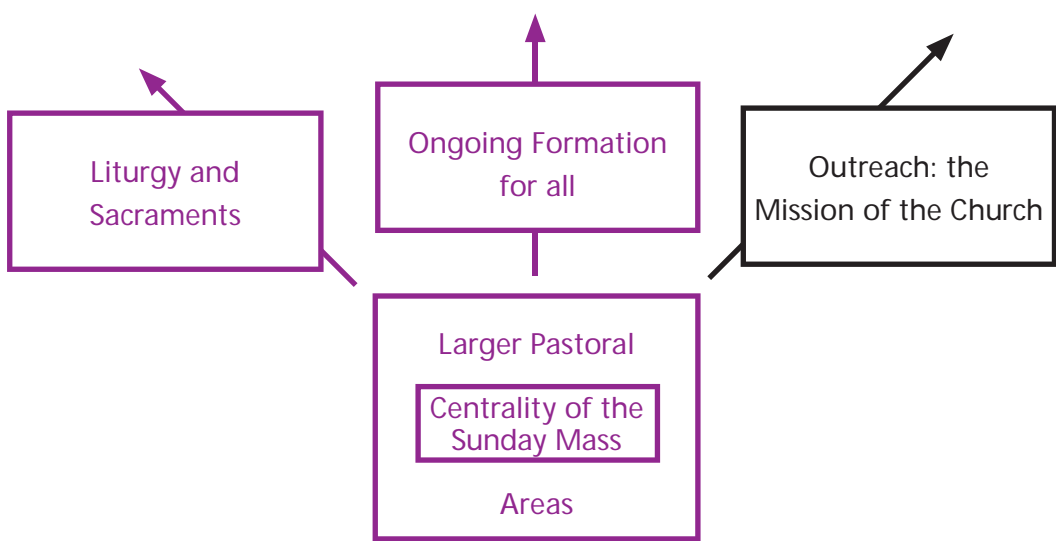 Liturgy and
Sacraments
Ongoing Formation
for all
Outreach: the
Mission of the Church
Larger Pastoral
Centrality of the
Sunday Mass
Areas